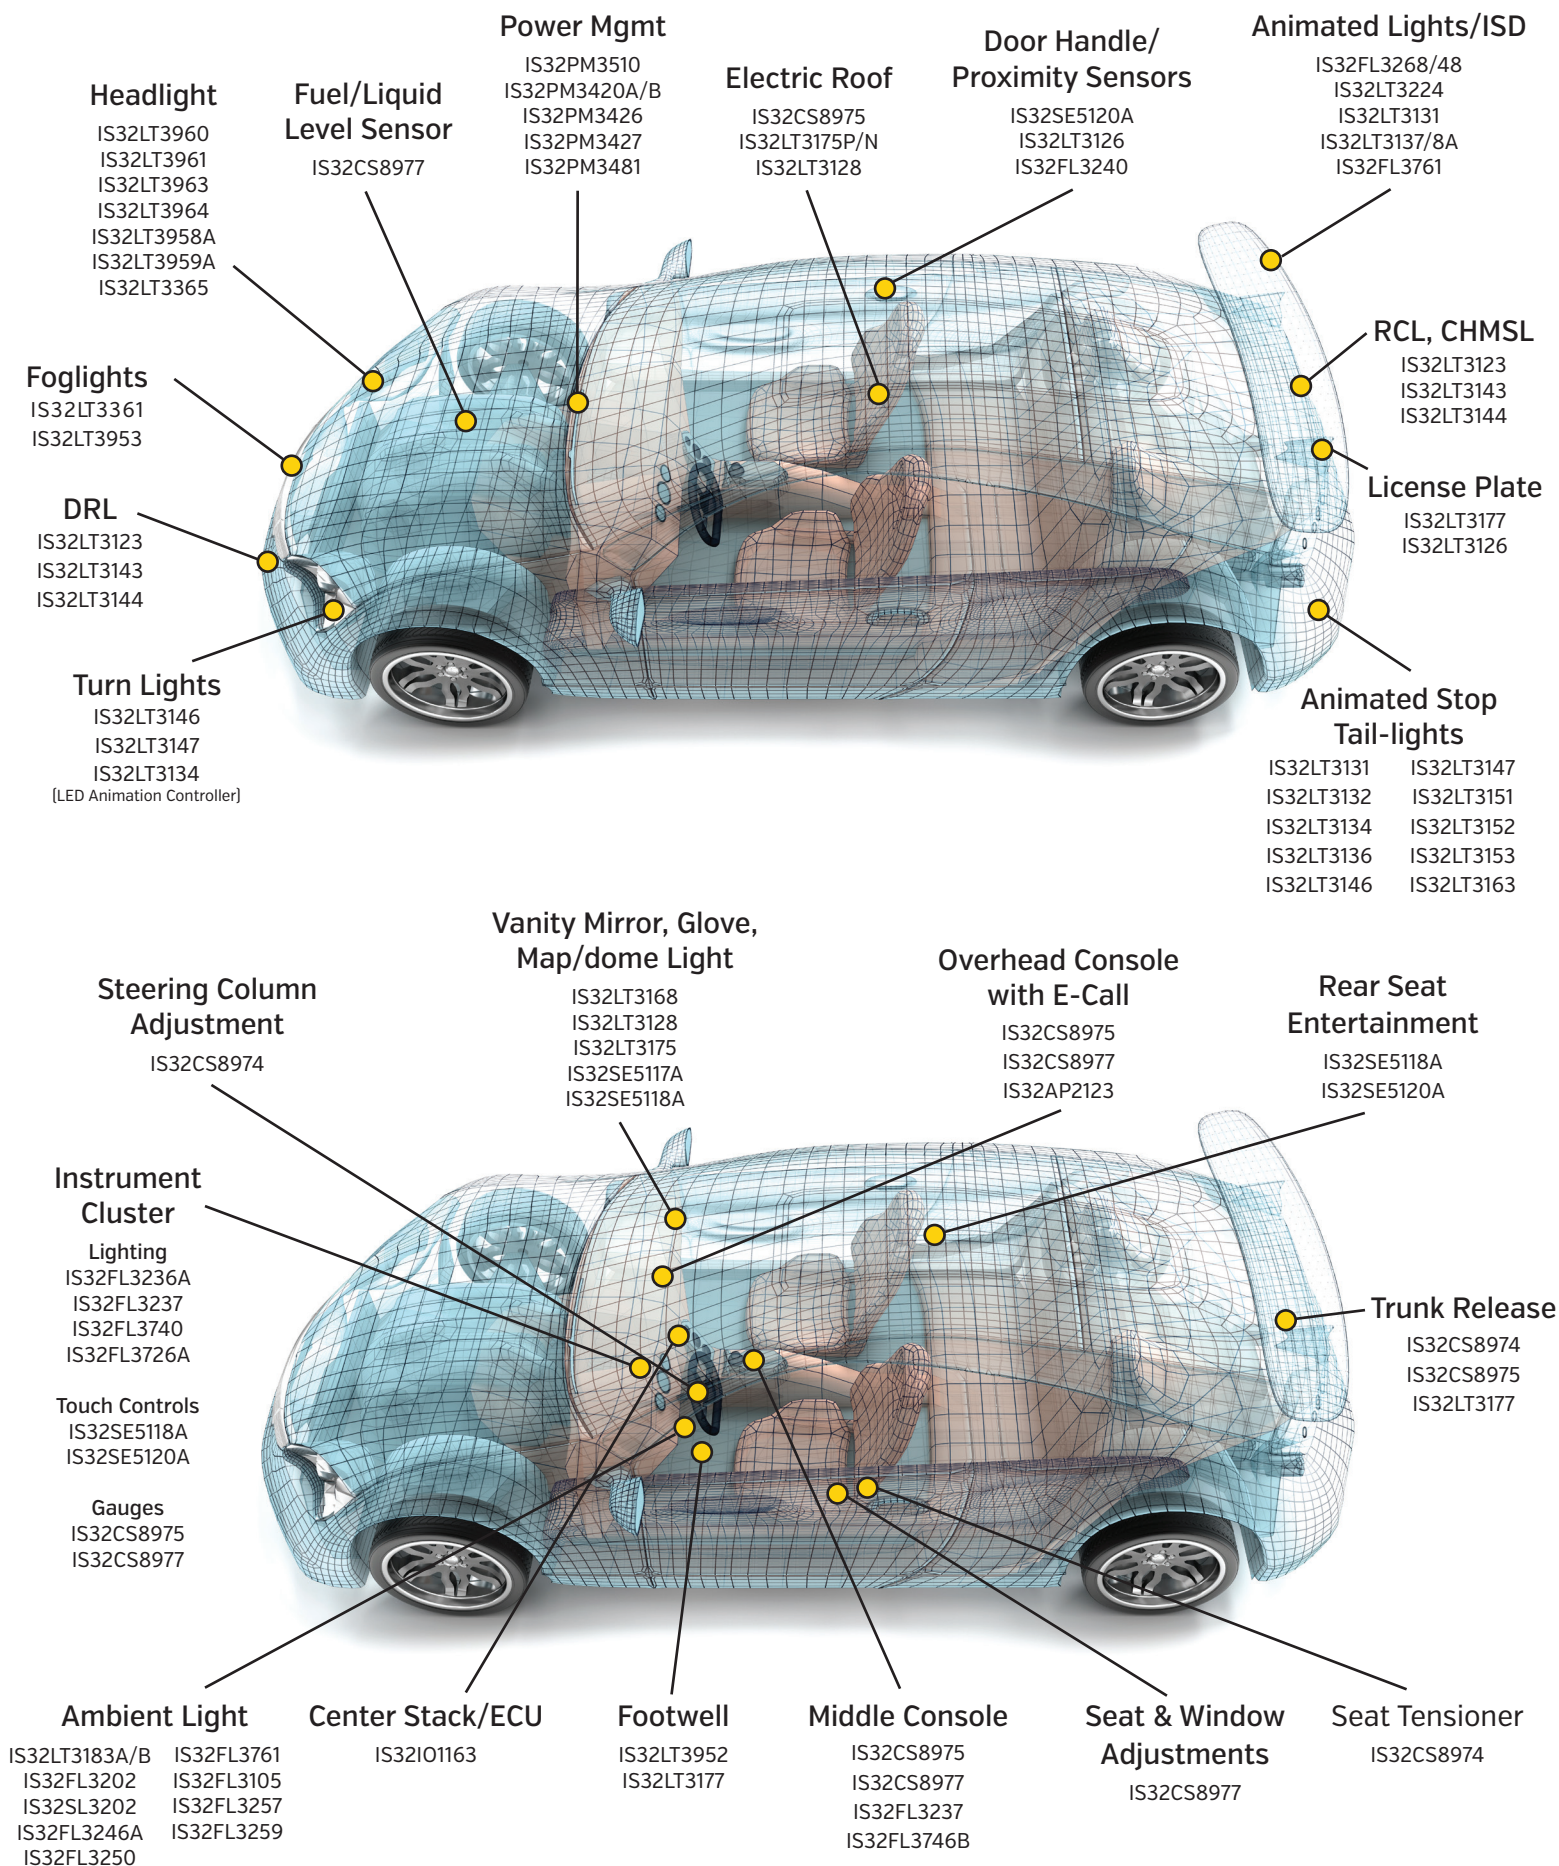 Headlight
IS32LT3960
IS32LT3961
IS32LT3963
IS32LT3964
IS32LT3958A
IS32LT3959A
IS32LT3365
Fuel/Liquid
Level Sensor
IS32CS8977
Power Mgmt
IS32PM3510
IS32PM3420A/B
IS32PM3426
IS32PM3427
IS32PM3481
Electric Roof
IS32CS8975
IS32LT3175P/N
IS32LT3128
Door Handle/
Proximity Sensors
IS32SE5120A
IS32LT3126
IS32FL3240
Animated Lights/ISD
IS32FL3268/48
IS32LT3224
IS32LT3131
IS32LT3137/8A
IS32FL3761
Foglights
IS32LT3361
IS32LT3953
DRL
IS32LT3123
IS32LT3143
IS32LT3144
Turn Lights
IS32LT3146
IS32LT3147
IS32LT3134
(LED Animation Controller)
RCL, CHMSL
IS32LT3123
IS32LT3143
IS32LT3144
License Plate
IS32LT3177
IS32LT3126
Animated Stop
Tail-lights
IS32LT3131 IS32LT3147
IS32LT3132 IS32LT3151
IS32LT3134 IS32LT3152
IS32LT3136 IS32LT3153
IS32LT3146 IS32LT3163
Steering Column
Adjustment
IS32CS8974
Vanity Mirror, Glove,
Map/dome Light
IS32LT3168
IS32LT3128
IS32LT3175
IS32SE5117A
IS32SE5118A
Overhead Console
with E-Call
IS32CS8975
IS32CS8977
IS32AP2123
Rear Seat
Entertainment
IS32SE5118A
IS32SE5120A
Instrument
Cluster
Lighting
IS32FL3236A
IS32FL3237
IS32FL3740
IS32FL3726A
Touch Controls
IS32SE5118A
IS32SE5120A
Gauges
IS32CS8975
IS32CS8977
Trunk Release
IS32CS8974
IS32CS8975
IS32LT3177
Ambient Light
IS32LT3183A/B IS32FL3761
IS32FL3202 IS32FL3105
IS32SL3202 IS32FL3257
IS32FL3246A IS32FL3259
IS32FL3250
Center Stack/ECU
IS32IO1163
Footwell
IS32LT3952
IS32LT3177
Middle Console
IS32CS8975
IS32CS8977
IS32FL3237
IS32FL3746B
Seat & Window
Adjustments
IS32CS8977
Seat Tensioner
IS32CS8974